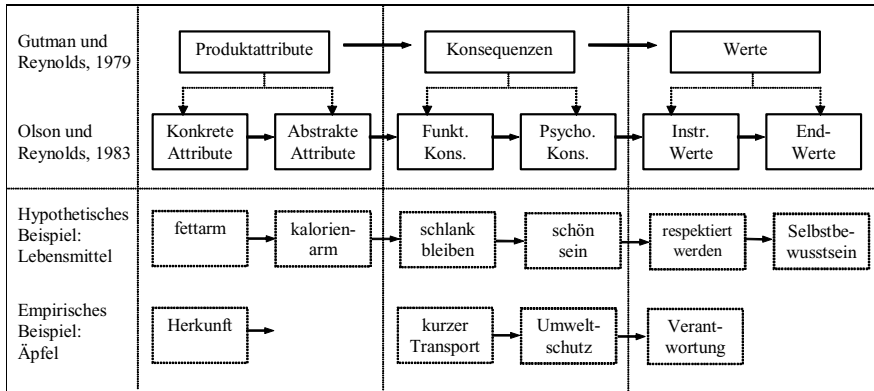 Gutman und
Reynolds, 1979
Produktattribute
Konsequenzen
Werte
Olson und
Reynolds, 1983
Konkrete
Attribute
Abstrakte
Attribute
Funkt.
Kons.
Psycho.
Kons.
Instr.
Werte
End-
Werte
Hypothetisches
Beispiel:
Lebensmittel
fettarm
kalorien-
arm
schlank
bleiben
schön
sein
respektiert
werden
Selbstbe-
wusstsein
Empirisches
Beispiel:
Äpfel
Herkunft
kurzer
Transport
Umwelt-
schutz
Verant-
wortung